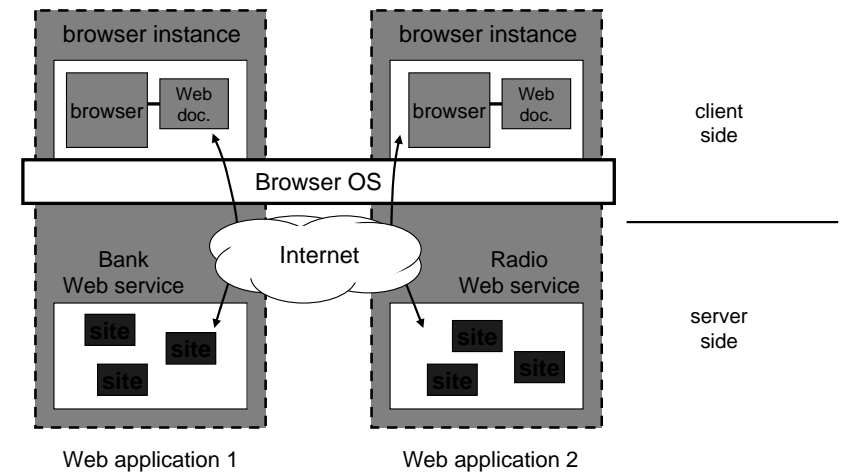 browser instance
browser
Web
doc.
browser instance
browser
Web
doc.
client
side
Browser OS
Internet
Bank
Web service
site
site
site
Radio
Web service
site
site
site
server
side
Web application 1
Web application 2